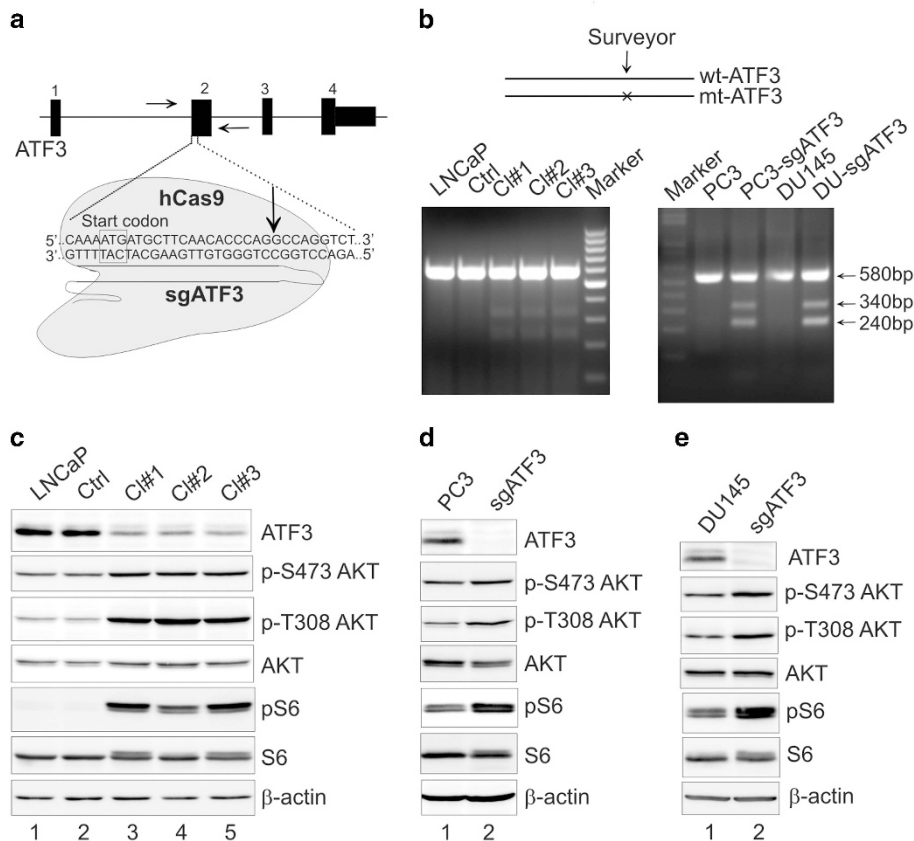 a
1 2 3 4
ATF3
hCas9
Start codon
5’..CAAAATGATGCTTCAACACCCAGGCCAGGTCT..3’
3’..GTTTTACTACGAAGTTGTGGGTCCGGTCCAGA..5’
sgATF3
b
Surveyor
wt-ATF3
mt-ATF3
LNCaP Ctrl Cl#1 Cl#2 Cl#3 Marker
Marker PC3 PC3-sgATF3 DU145 DU-sgATF3
580bp
340bp
240bp
c
LNCaP Ctrl Cl#1 Cl#2 Cl#3
ATF3
p-S473 AKT
p-T308 AKT
AKT
pS6
S6
β-actin
1 2 3 4 5
d
PC3 sgATF3
ATF3
p-S473 AKT
p-T308 AKT
AKT
pS6
S6
β-actin
1 2
e
DU145 sgATF3
ATF3
p-S473 AKT
p-T308 AKT
AKT
pS6
S6
β-actin
1 2